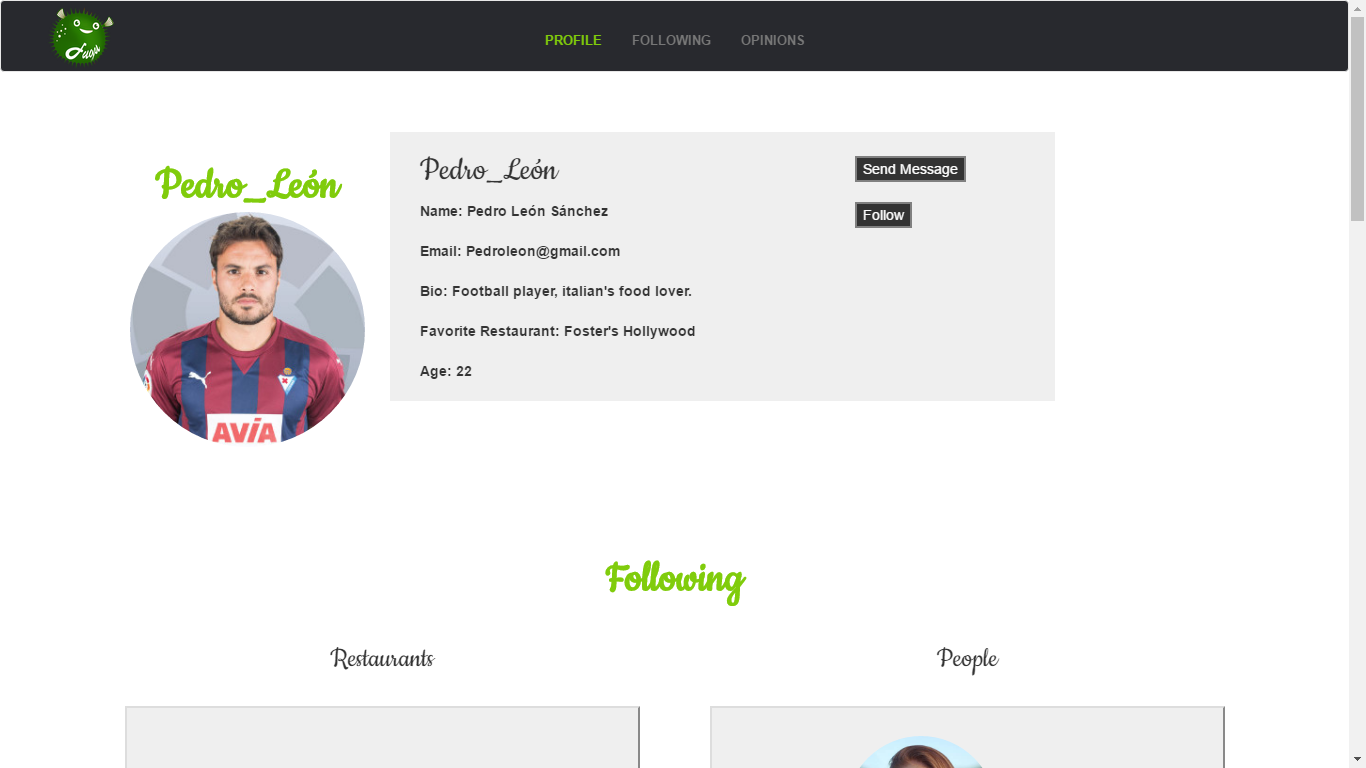 Jugu
PROFILE FOLLOWING OPINIONS
Pedro_León
Pedro_León
Name: Pedro León Sánchez
Email: Pedroleon@gmail.com
Bio: Football player, italian's food lover.
Favorite Restaurant: Foster's Hollywood
Age: 22
Send Message
Follow
AVIA
Following
Restaurants
People